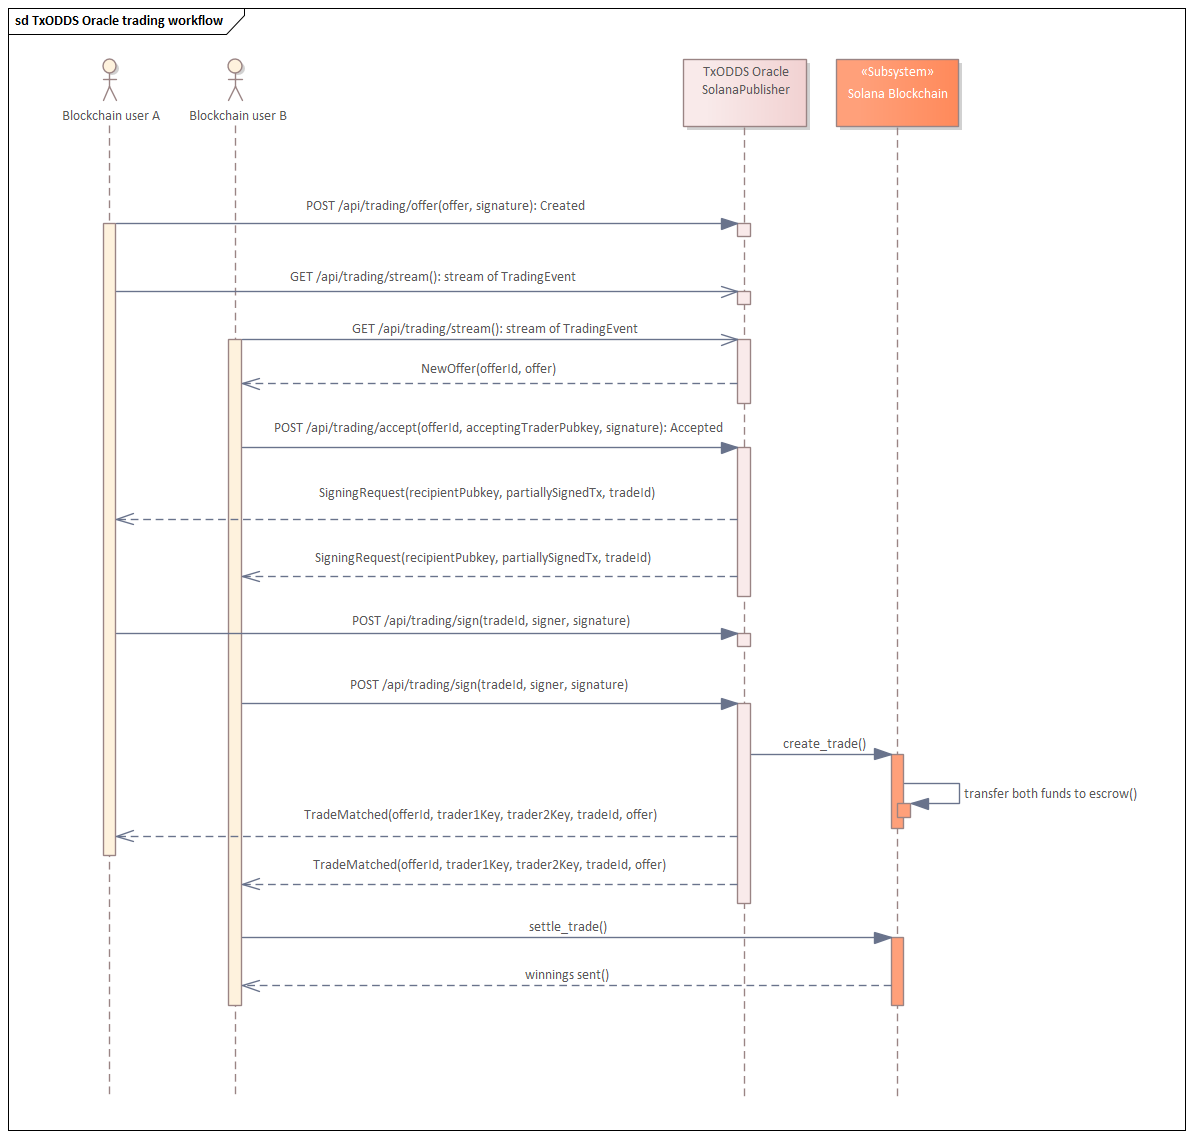 sd TxODDS Oracle trading workflow
Blockchain user A
Blockchain user B
TxODDS Oracle
SolanaPublisher
«Subsystem»
Solana Blockchain
POST /api/trading/offer(offer, signature): Created
GET /api/trading/stream(): stream of TradingEvent
GET /api/trading/stream(): stream of TradingEvent
NewOffer(offerId, offer)
POST /api/trading/accept(offerId, acceptingTraderPubkey, signature): Accepted
SigningRequest(recipientPubkey, partiallySignedTx, tradeId)
SigningRequest(recipientPubkey, partiallySignedTx, tradeId)
POST /api/trading/sign(tradeId, signer, signature)
POST /api/trading/sign(tradeId, signer, signature)
create_trade()
transfer both funds to escrow()
TradeMatched(offerId, trader1Key, trader2Key, tradeId, offer)
TradeMatched(offerId, trader1Key, trader2Key, tradeId, offer)
settle_trade()
winnings sent()